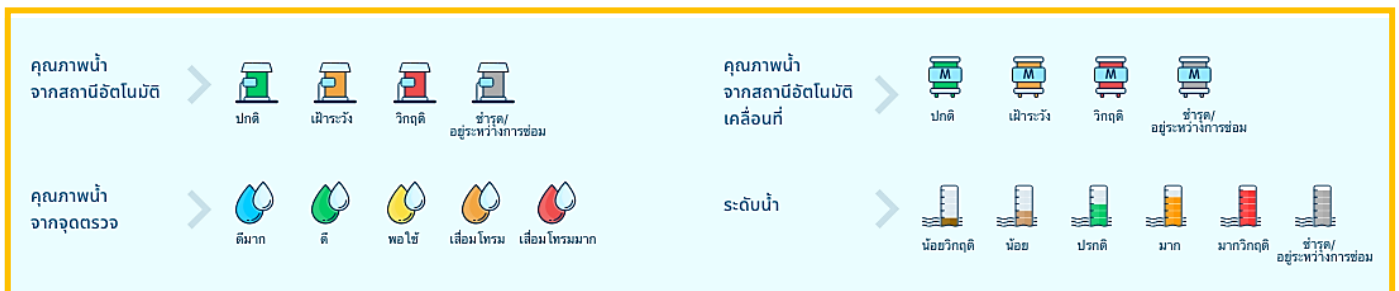 คุณภาพน้ำ
จากสถานีอัตโนมัติ
ปกติ
เฝ้าระวัง
วิกฤติ
ชำรุด/
อยู่ระหว่างการซ่อม
คุณภาพน้ำ
จากสถานีอัตโนมัติ
เคลื่อนที่
M
M
M
M
ปกติ
เฝ้าระวัง
วิกฤติ
ชำรุด/
อยู่ระหว่างการซ่อม
คุณภาพน้ำ
จากจุดตรวจ
ดีมาก
ดี
พอใช้
เสื่อมโทรม
เสื่อมโทรมมาก
ระดับน้ำ
น้อยวิกฤติ
น้อย
ปรกติ
มาก
มากวิกฤติ
ชำรุด/
อยู่ระหว่างการซ่อม